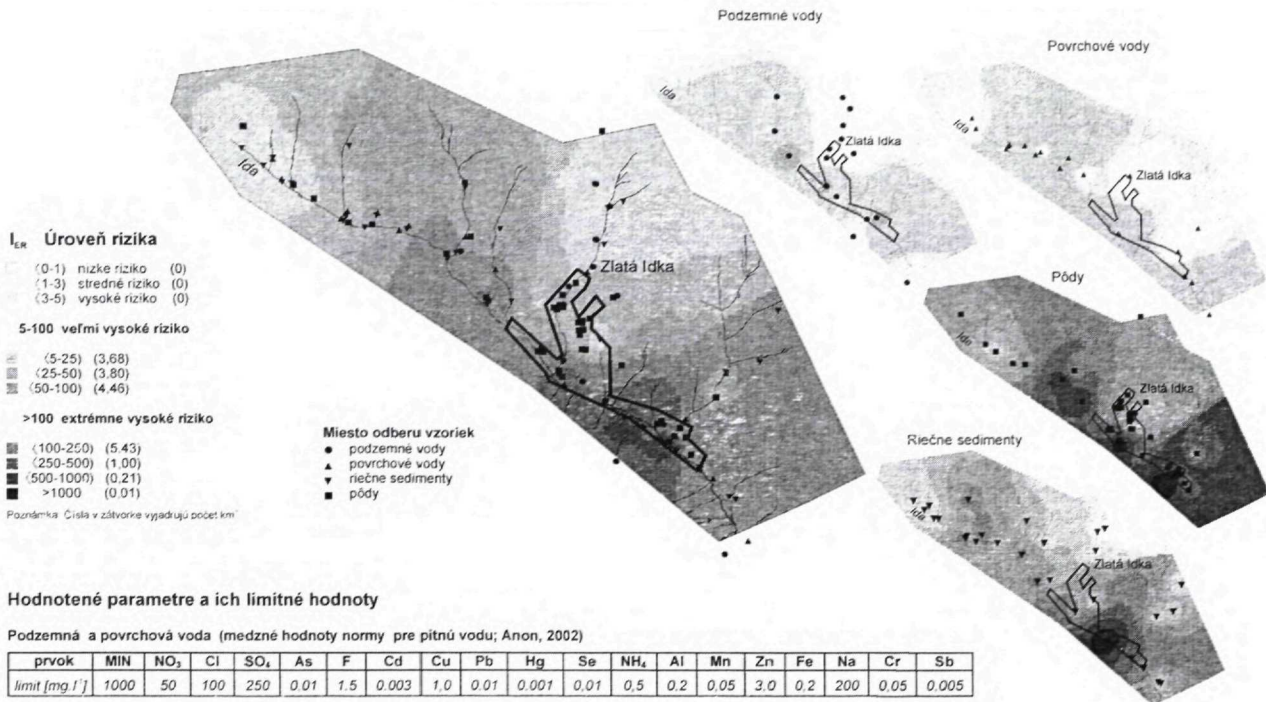 Podzemné vody
Povrchové vody
Ida
Ida
Zlatá Idka
Zlatá Idka
Ida
Zlatá Idka
Pôdy
Ida
Zlatá Idka
Riečne sedimenty
Ida
Zlatá Idka
I_ER Úroveň rizika
(0-1) nízke riziko (0)
(1-3) stredné riziko (0)
(3-5) vysoké riziko (0)
5-100 veľmi vysoké riziko
(5-25) (3,68)
(25-50) (3,80)
(50-100) (4,46)
>100 extrémne vysoké riziko
(100-250) (5,43)
(250-500) (1,00)
(500-1000) (0,21)
>1000 (0,01)
Poznámka: Čísla v zátvorke vyjadrujú počet km²
Miesto odberu vzoriek
podzemné vody
povrchové vody
riečne sedimenty
pôdy
Hodnotené parametre a ich limitné hodnoty
Podzemná a povrchová voda (medzné hodnoty normy pre pitnú vodu; Anon, 2002)
prvok MIN NO₃ Cl SO₄ As F Cd Cu Pb Hg Se NH₄ Al Mn Zn Fe Na Cr Sb
limit [mg.l⁻¹] 1000 50 100 250 0.01 1.5 0.003 1,0 0.01 0.001 0,01 0,5 0.2 0,05 3.0 0,2 200 0,05 0.005